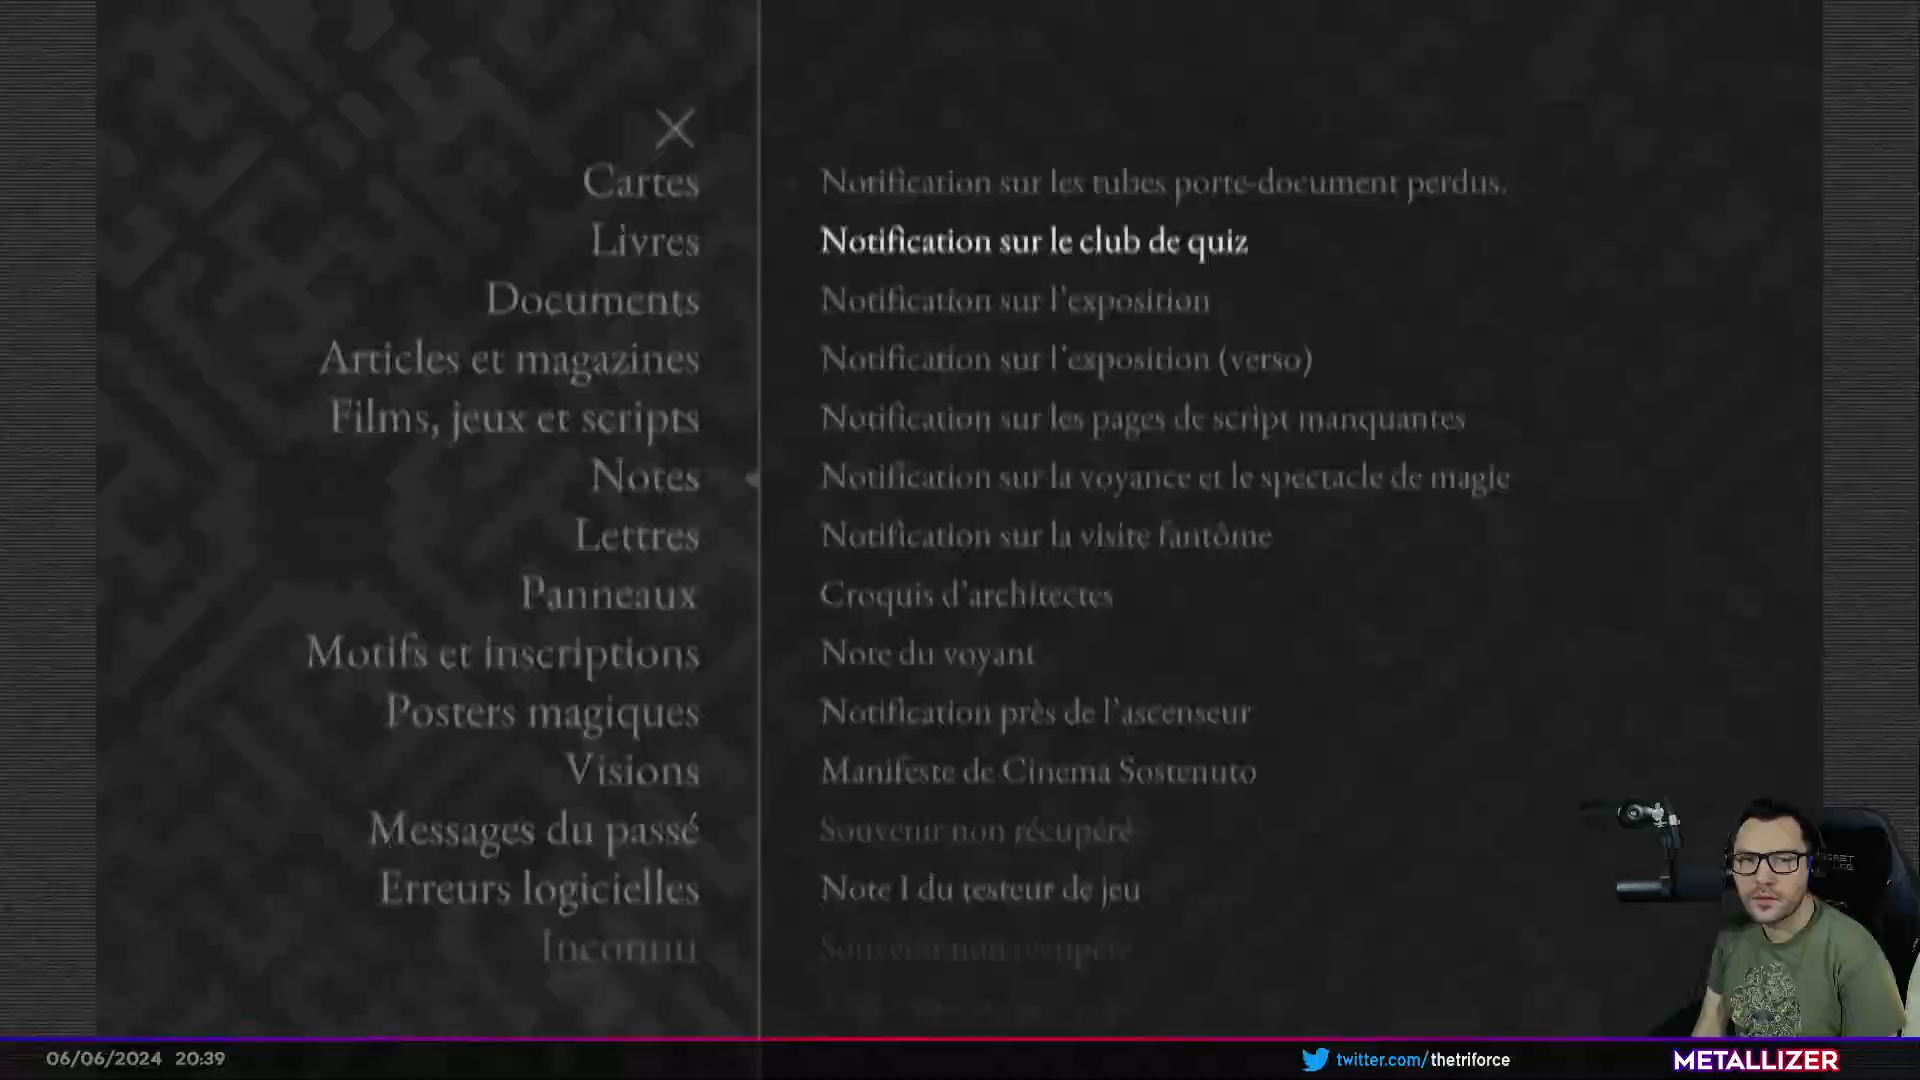 Cartes
Livres
Documents
Articles et magazines
Films, jeux et scripts
Notes
Lettres
Panneaux
Motifs et inscriptions
Posters magiques
Visions
Messages du passé
Erreurs logicielles
Inconnu
Notification sur les tubes porte-document perdus.
Notification sur le club de quiz
Notification sur l'exposition
Notification sur l'exposition (verso)
Notification sur les pages de script manquantes
Notification sur la voyance et le spectacle de magie
Notification sur la visite fantôme
Croquis d'architectes
Note du voyant
Notification près de l'ascenseur
Manifeste de Cinema Sostenuto
Souvenir non récupéré
Note I du testeur de jeu
Souvenir non récupéré
06/06/2024 20:39
twitter.com/thetriforce
METALLIZER